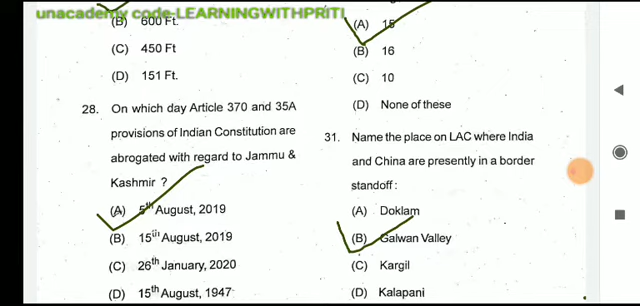 unacademy code-LEARNINGWITHPRITI
(B) 600 Ft.
(C) 450 Ft
(D) 151 Ft.
28. On which day Article 370 and 35A
provisions of Indian Constitution are
abrogated with regard to Jammu &
Kashmir ?
(A) 5th August, 2019
(B) 15th August, 2019
(C) 26th January, 2020
(D) 15th August, 1947
(A) 15
(B) 16
(C) 10
(D) None of these
31. Name the place on LAC where India
and China are presently in a border
standoff :
(A) Doklam
(B) Galwan Valley
(C) Kargil
(D) Kalapani